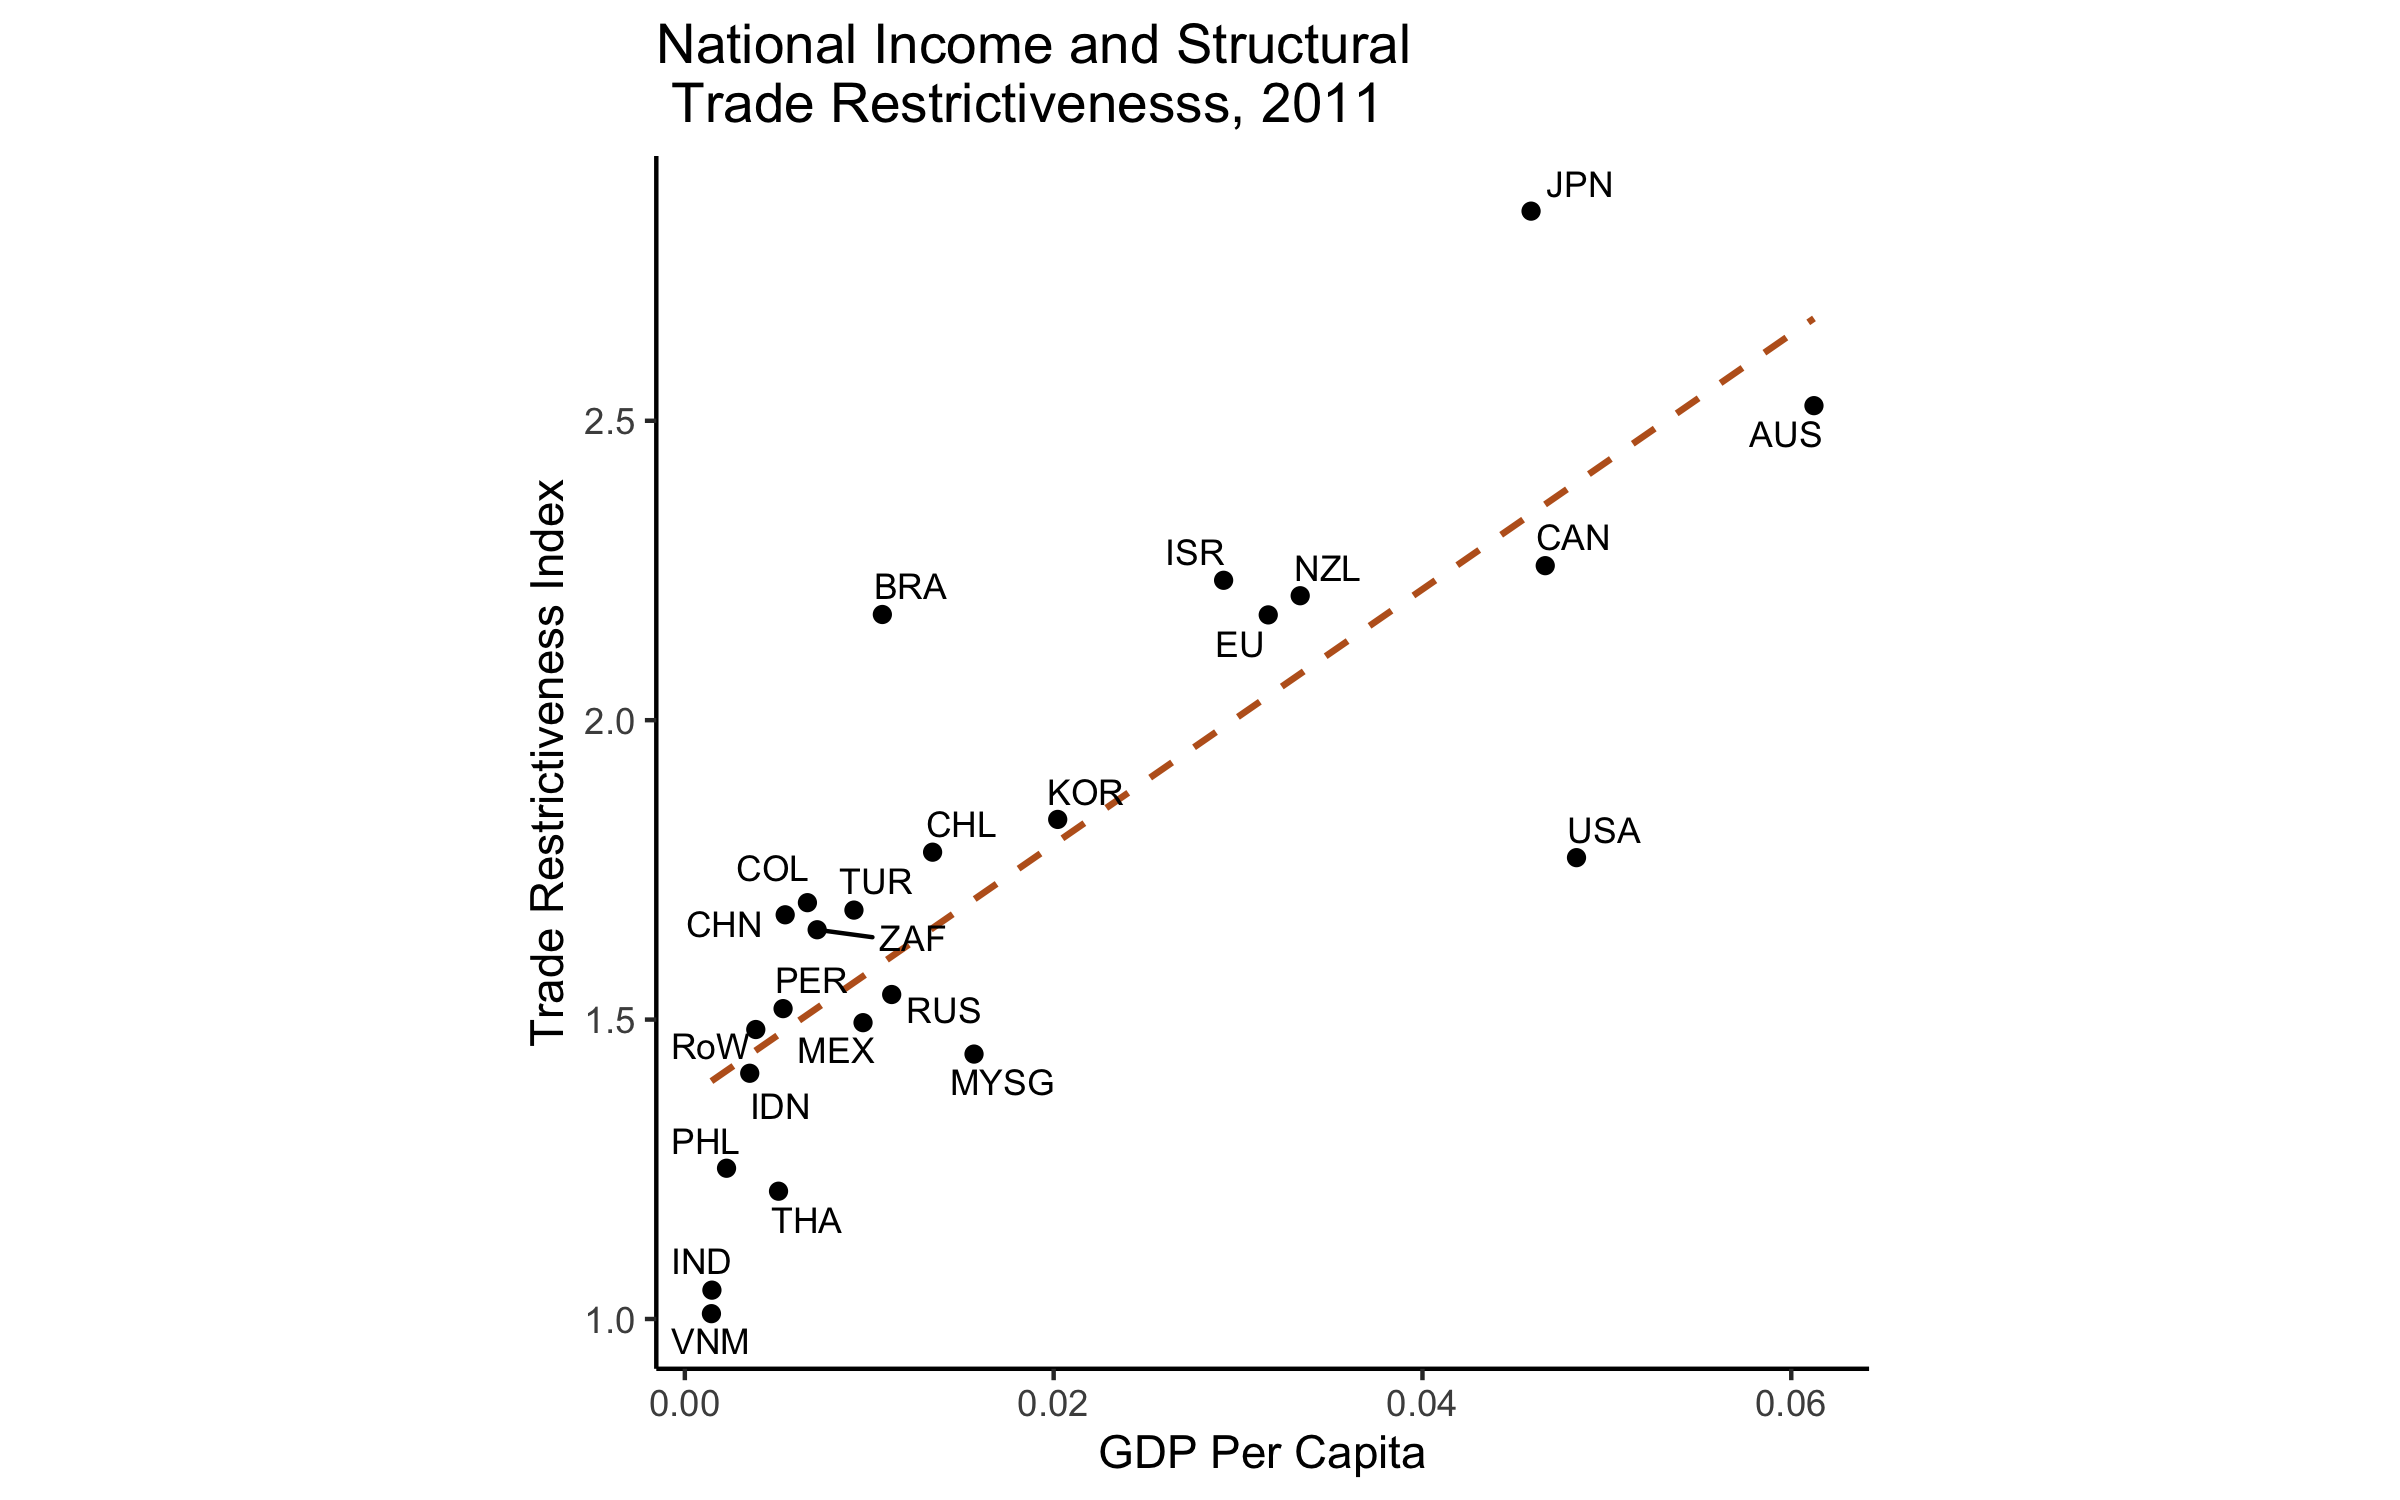 National Income and Structural
Trade Restrictivenesss, 2011
JPN
2.5
AUS
CAN
ISR
NZL
BRA
EU
Trade Restrictiveness Index
2.0
KOR
CHL
USA
COL
TUR
CHN
ZAF
PER
RUS
1.5
RoW
MEX
MYSG
IDN
PHL
THA
IND
1.0
VNM
0.00
0.02
0.04
0.06
GDP Per Capita